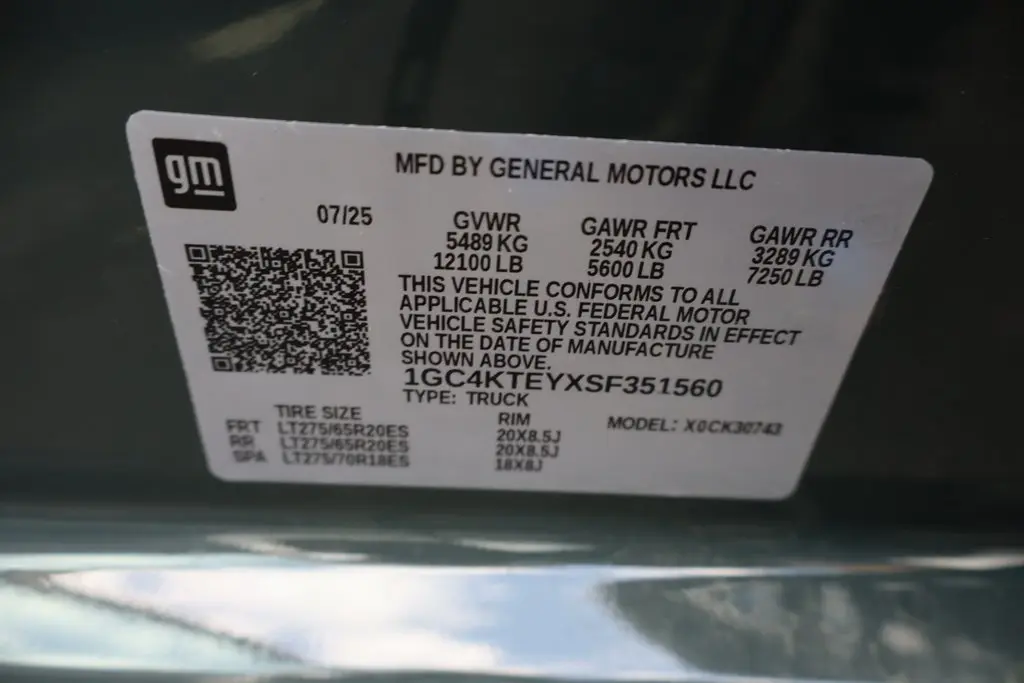 gm
MFD BY GENERAL MOTORS LLC
07/25
GVWR GAWR FRT GAWR RR
5489 KG 2540 KG 3289 KG
12100 LB 5600 LB 7250 LB
THIS VEHICLE CONFORMS TO ALL
APPLICABLE U.S. FEDERAL MOTOR
VEHICLE SAFETY STANDARDS IN EFFECT
ON THE DATE OF MANUFACTURE
SHOWN ABOVE.
1GC4KTEYXSF351560
TYPE: TRUCK
TIRE SIZE RIM MODEL: X0CK30743
FRT LT275/65R20ES 20X8.5J
RR LT275/65R20ES 20X8.5J
SPA LT275/70R18ES 18X8J